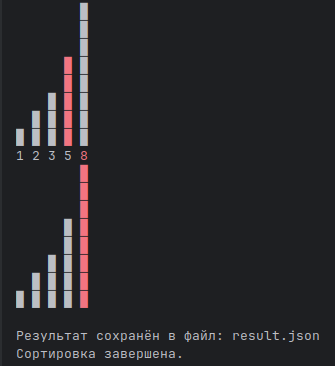 1 2 3 5 8
Результат сохранён в файл: result.json
Сортировка завершена.